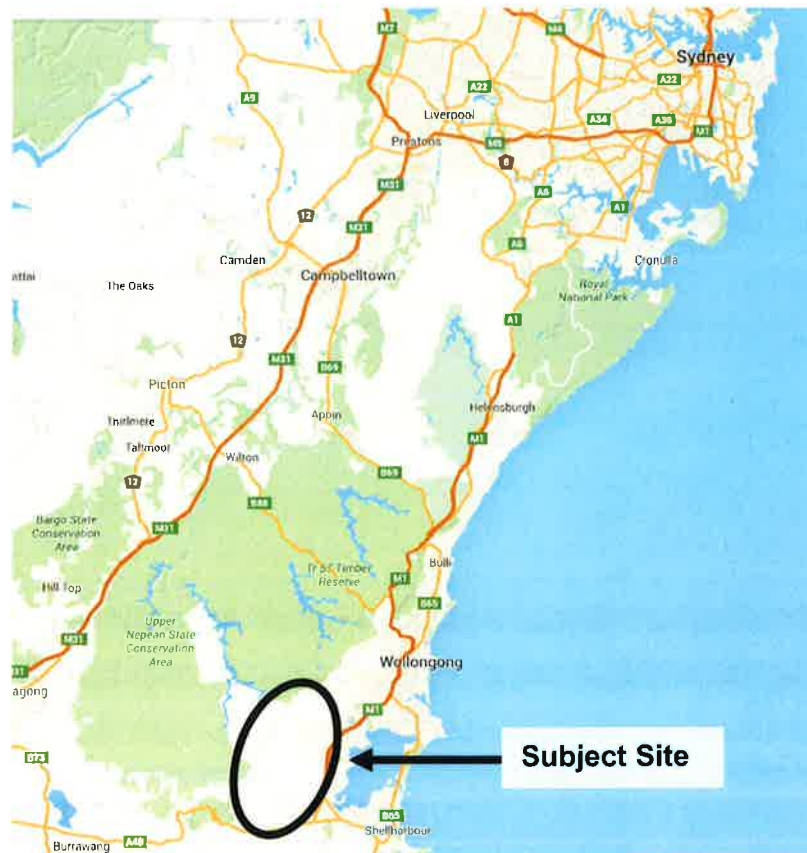 M7
M4
Sydney
A9
A22
A22
Liverpool
A34
A36
Prestons
M5
M1
6
M31
A6
A1
12
M31
A6
Camden
Cronulla
Campbelltown
The Oaks
Royal
National Park
A1
12
M31
B69
Picton
Appin
Helensburgh
Thirlmere
Tahmoor
M1
Wilton
B69
12
B88
Bargo State
Conservation
Area
M31
Bulli
Hill Top
M1
B65
Upper
Nepean State
Conservation
Area
M31
Wollongong
agong
M1
Subject Site
B73
B65
Shellharbour
A48
Burrawang